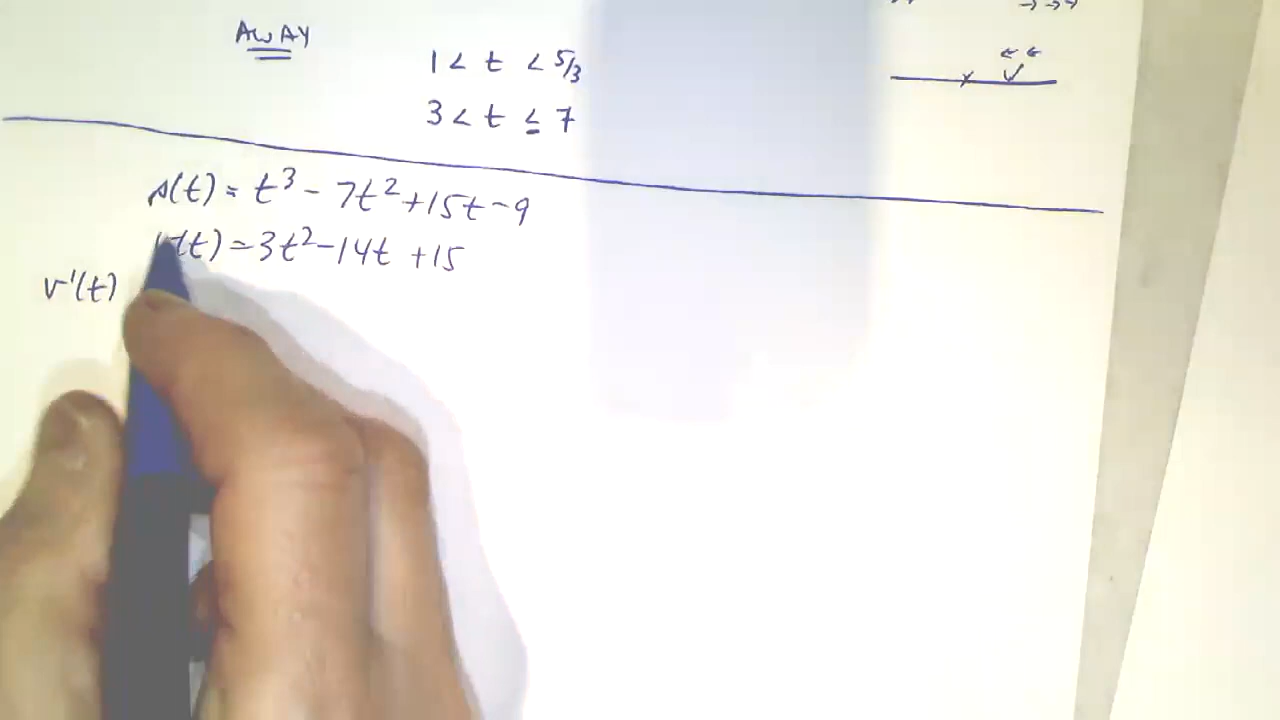 AWAY
1 < t < 5/3
3 < t ≤ 7
s(t) = t³ - 7t² + 15t - 9
(t) = 3t² - 14t + 15
v'(t)